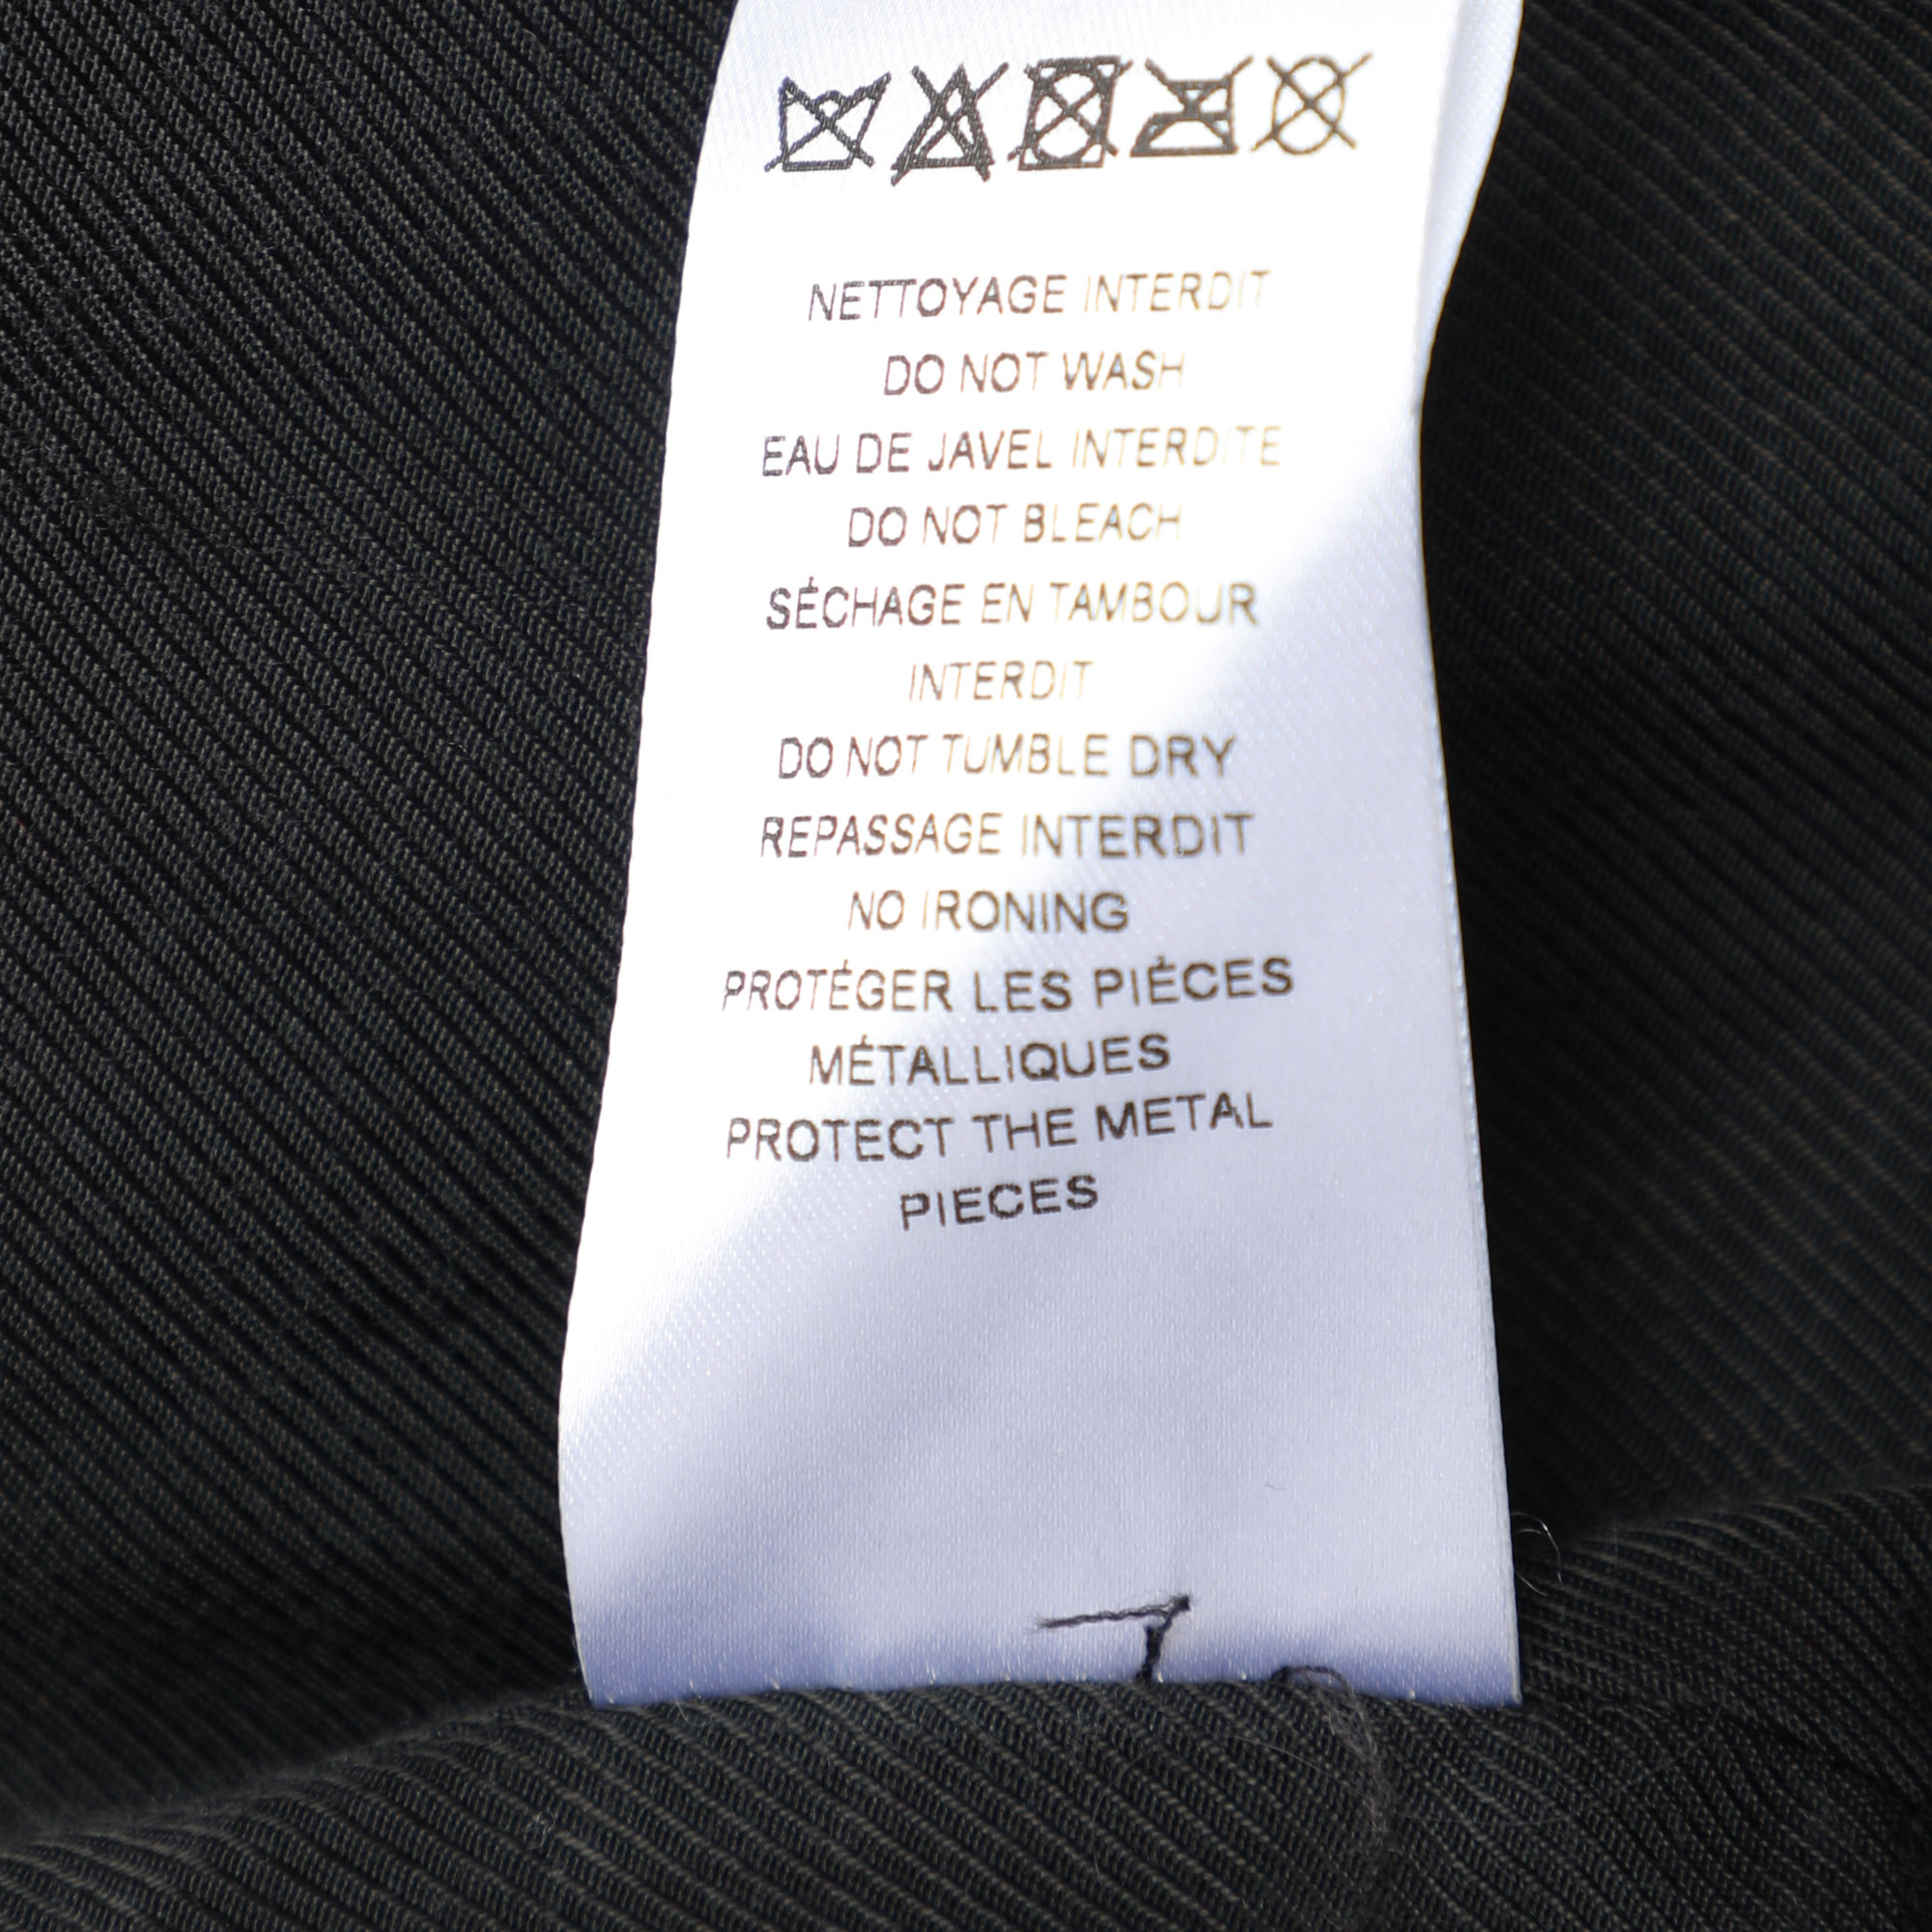 NETTOYAGE INTERDIT
DO NOT WASH
EAU DE JAVEL INTERDITE
DO NOT BLEACH
SÉCHAGE EN TAMBOUR
INTERDIT
DO NOT TUMBLE DRY
REPASSAGE INTERDIT
NO IRONING
PROTÉGER LES PIÉCES
MÉTALLIQUES
PROTECT THE METAL
PIECES